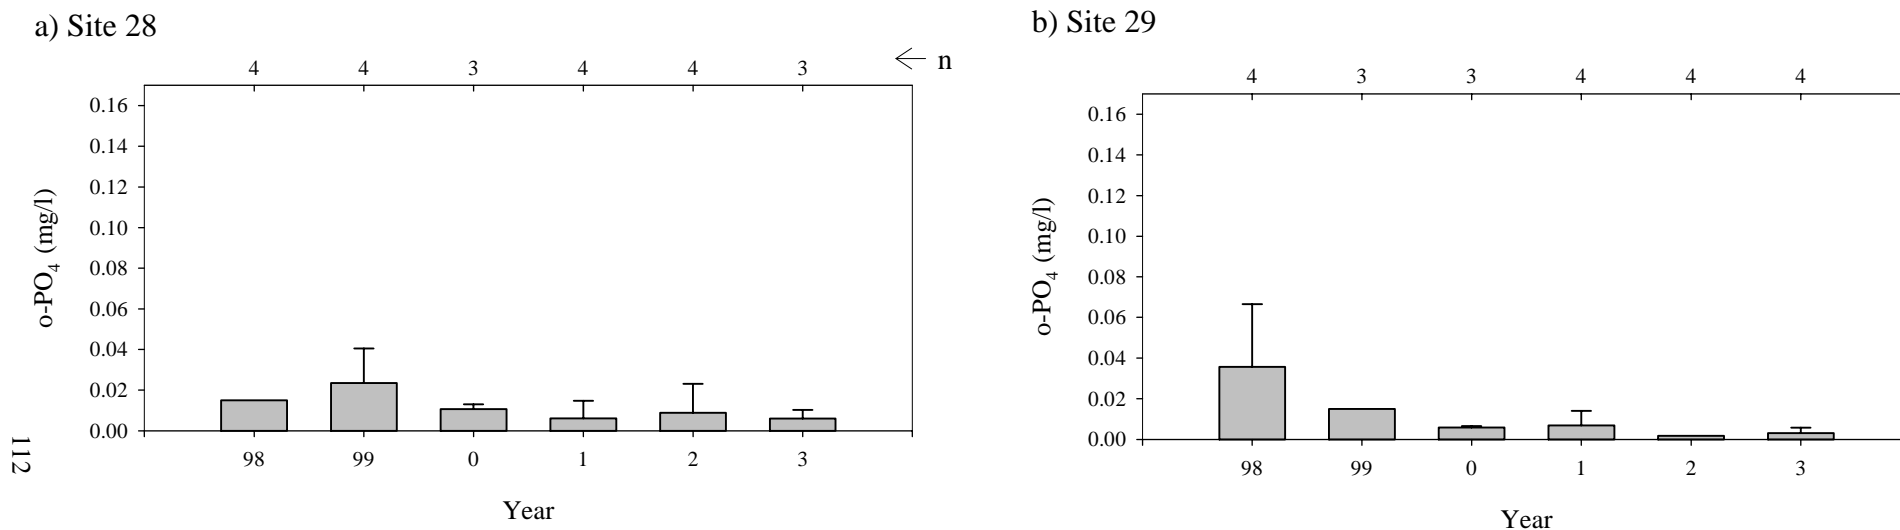 a) Site 28
4 4 3 4 4 3 n
0.16
0.14
0.12
0.10
0.08
0.06
0.04
0.02
0.00
o-PO4 (mg/l)
98 99 0 1 2 3
Year
b) Site 29
4 3 3 4 4 4
0.16
0.14
0.12
0.10
0.08
0.06
0.04
0.02
0.00
o-PO4 (mg/l)
98 99 0 1 2 3
Year
112